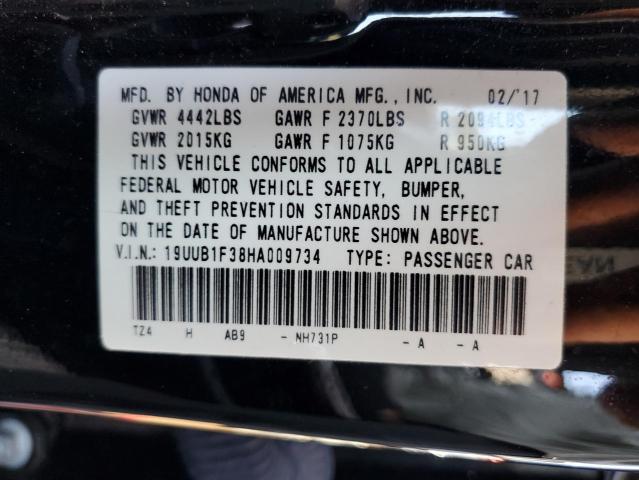 MFD. BY HONDA OF AMERICA MFG., INC. 02/'17
GVWR 4442LBS GAWR F 2370LBS R 2094LBS
GVWR 2015KG GAWR F 1075KG R 950KG
THIS VEHICLE CONFORMS TO ALL APPLICABLE
FEDERAL MOTOR VEHICLE SAFETY, BUMPER,
AND THEFT PREVENTION STANDARDS IN EFFECT
ON THE DATE OF MANUFACTURE SHOWN ABOVE.
V.I.N.: 19UUB1F38HA009734 TYPE: PASSENGER CAR
TZ4 H AB9 - NH731P - A - A